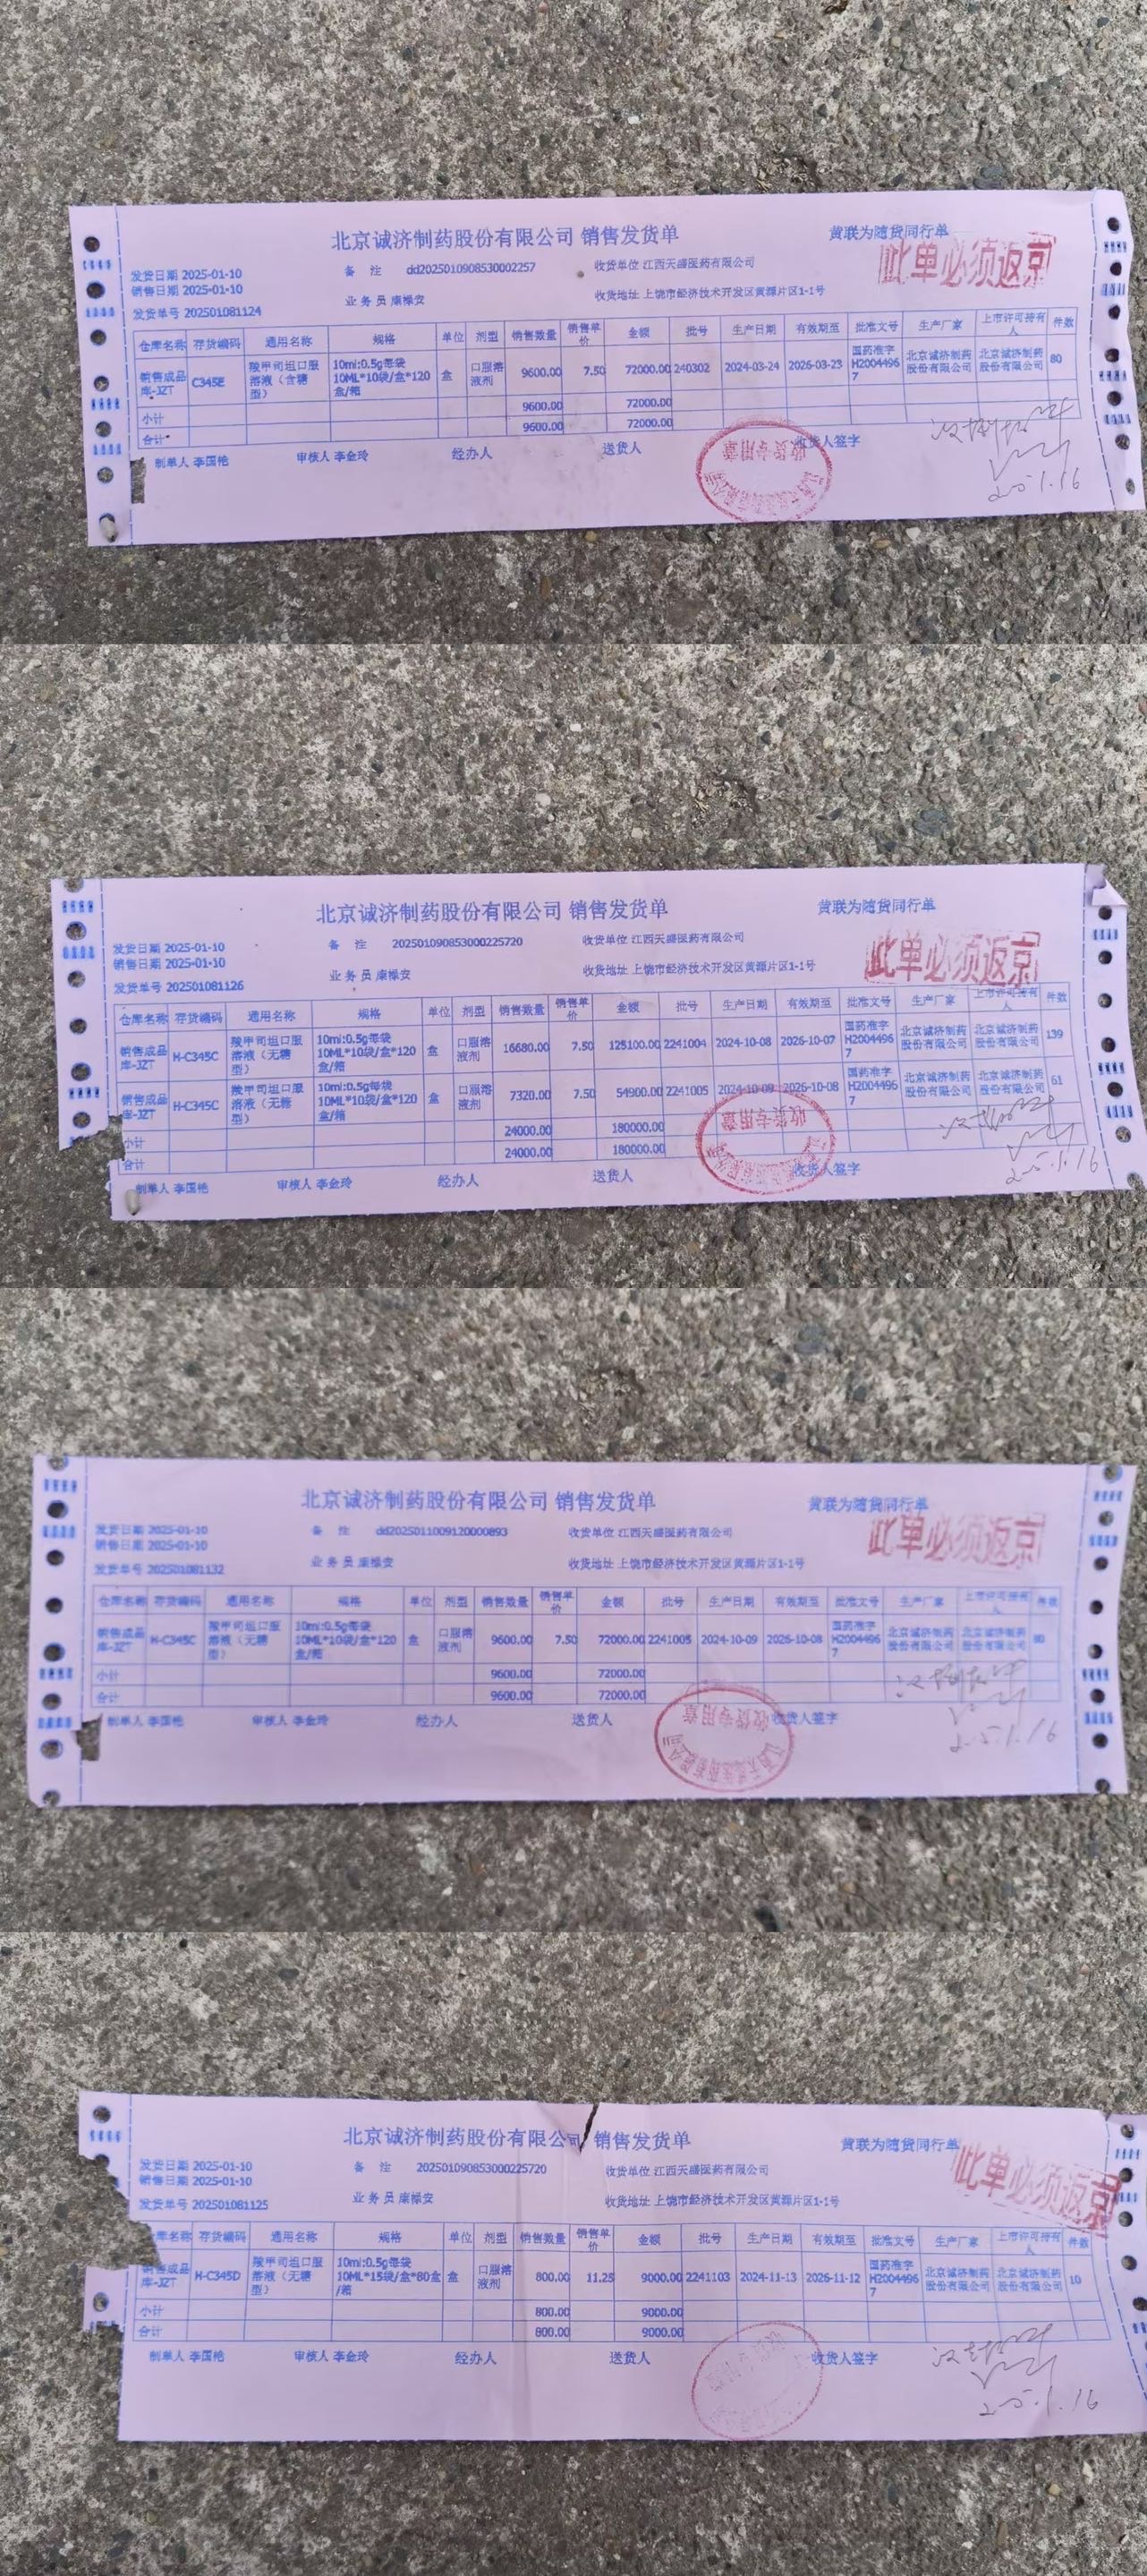 北京诚济制药股份有限公司 销售发货单
黄联为随货同行单
此单必须返京
发货日期 2025-01-10 备 注 dd2025010908530002257 收货单位 江西天盛医药有限公司
销售日期 2025-01-10
发货单号 202501081124 业务员 康禄安 收货地址 上饶市经济技术开发区黄源片区1-1号
仓库名称 存货编码 通用名称 规格 单位 剂型 销售数量 销售单价 金额 批号 生产日期 有效期至 批准文号 生产厂家 上市许可持有人 件数
销售成品库-JZT C345E 羧甲司坦口服溶液（含糖型） 10ml:0.5g每袋 10ML*10袋/盒*120盒/箱 盒 口服溶液剂 9600.00 7.50 72000.00 240302 2024-03-24 2026-03-23 国药准字H20044967 北京诚济制药股份有限公司 北京诚济制药股份有限公司 80
小计 9600.00 72000.00
合计 9600.00 72000.00
制单人 李国艳 审核人 李金玲 经办人 送货人 收货人签字
收货专用章
25.1.16
北京诚济制药股份有限公司 销售发货单
黄联为随货同行单
此单必须返京
发货日期 2025-01-10 备 注 202501090853000225720 收货单位 江西天盛医药有限公司
销售日期 2025-01-10
发货单号 202501081126 业务员 康禄安 收货地址 上饶市经济技术开发区黄源片区1-1号
仓库名称 存货编码 通用名称 规格 单位 剂型 销售数量 销售单价 金额 批号 生产日期 有效期至 批准文号 生产厂家 上市许可持有人 件数
销售成品库-JZT H-C345C 羧甲司坦口服溶液（无糖型） 10ml:0.5g每袋 10ML*10袋/盒*120盒/箱 盒 口服溶液剂 16680.00 7.50 125100.00 2241004 2024-10-08 2026-10-07 国药准字H20044967 北京诚济制药股份有限公司 北京诚济制药股份有限公司 139
销售成品库-JZT H-C345C 羧甲司坦口服溶液（无糖型） 10ml:0.5g每袋 10ML*10袋/盒*120盒/箱 盒 口服溶液剂 7320.00 7.50 54900.00 2241005 2024-10-09 2026-10-08 国药准字H20044967 北京诚济制药股份有限公司 北京诚济制药股份有限公司 61
小计 24000.00 180000.00
合计 24000.00 180000.00
制单人 李国艳 审核人 李金玲 经办人 送货人 收货人签字
收货专用章
25.1.16
北京诚济制药股份有限公司 销售发货单
黄联为随货同行单
此单必须返京
发货日期 2025-01-10 备 注 dd2025011009120000893 收货单位 江西天盛医药有限公司
销售日期 2025-01-10
发货单号 202501081132 业务员 康禄安 收货地址 上饶市经济技术开发区黄源片区1-1号
仓库名称 存货编码 通用名称 规格 单位 剂型 销售数量 销售单价 金额 批号 生产日期 有效期至 批准文号 生产厂家 上市许可持有人 件数
销售成品库-JZT H-C345C 羧甲司坦口服溶液（无糖型） 10ml:0.5g每袋 10ML*10袋/盒*120盒/箱 盒 口服溶液剂 9600.00 7.50 72000.00 2241005 2024-10-09 2026-10-08 国药准字H20044967 北京诚济制药股份有限公司 北京诚济制药股份有限公司 80
小计 9600.00 72000.00
合计 9600.00 72000.00
制单人 李国艳 审核人 李金玲 经办人 送货人 收货人签字
收货专用章
25.1.16
北京诚济制药股份有限公司 销售发货单
黄联为随货同行单
此单必须返京
发货日期 2025-01-10 备 注 202501090853000225720 收货单位 江西天盛医药有限公司
销售日期 2025-01-10
发货单号 202501081125 业务员 康禄安 收货地址 上饶市经济技术开发区黄源片区1-1号
库名称 存货编码 通用名称 规格 单位 剂型 销售数量 销售单价 金额 批号 生产日期 有效期至 批准文号 生产厂家 上市许可持有人 件数
销售成品库-JZT H-C345D 羧甲司坦口服溶液（无糖型） 10ml:0.5g每袋 10ML*15袋/盒*80盒/箱 盒 口服溶液剂 800.00 11.25 9000.00 2241103 2024-11-13 2026-11-12 国药准字H20044967 北京诚济制药股份有限公司 北京诚济制药股份有限公司 10
小计 800.00 9000.00
合计 800.00 9000.00
制单人 李国艳 审核人 李金玲 经办人 送货人 收货人签字
25.1.16